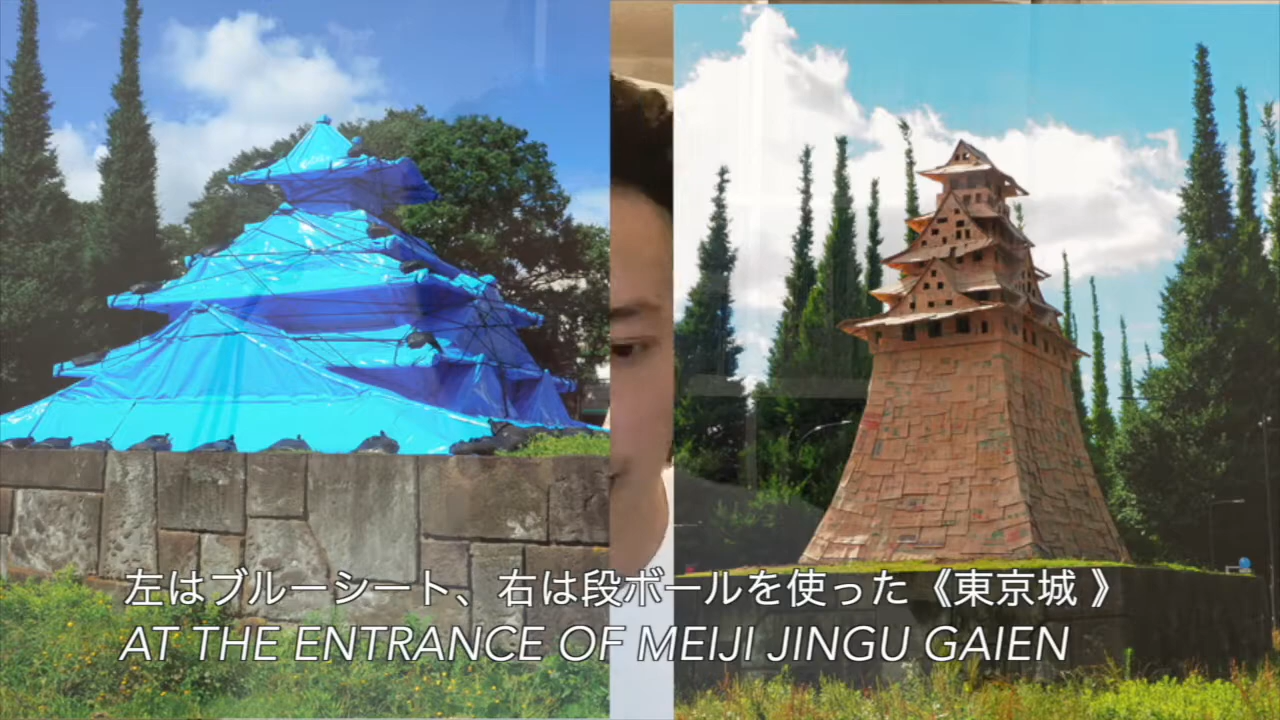 左はブルーシート、右は段ボールを使った《東京城 》
AT THE ENTRANCE OF MEIJI JINGU GAIEN